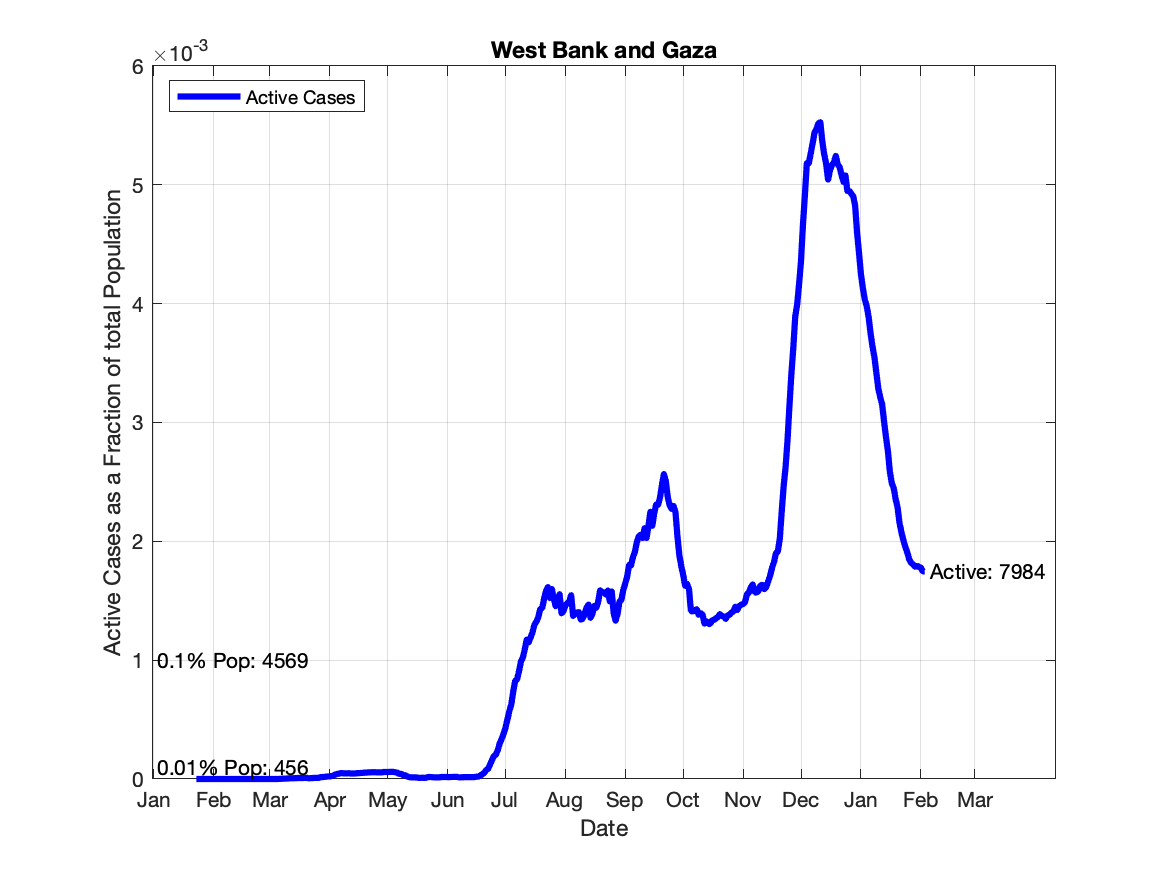 West Bank and Gaza
×10-3
Active Cases
6
5
4
3
2
1
0
Active Cases as a Fraction of total Population
0.1% Pop: 4569
0.01% Pop: 456
Active: 7984
Jan Feb Mar Apr May Jun Jul Aug Sep Oct Nov Dec Jan Feb Mar
Date